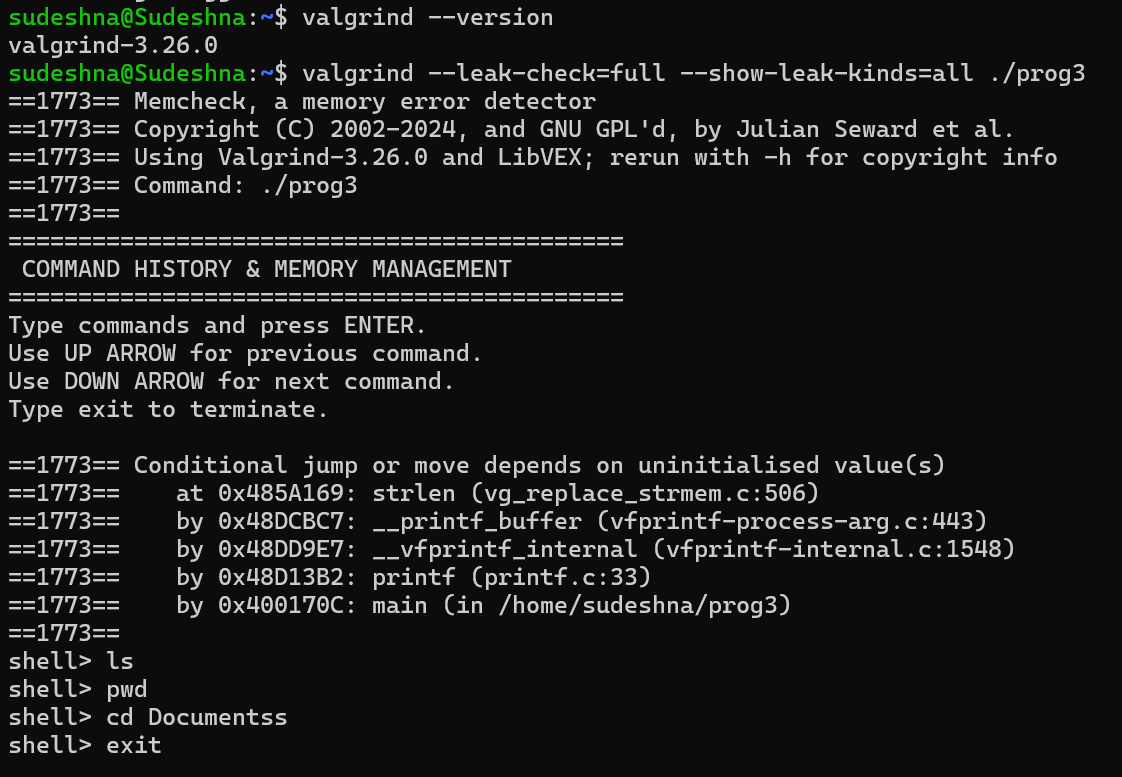 sudeshna@Sudeshna:~$ valgrind --version
valgrind-3.26.0
sudeshna@Sudeshna:~$ valgrind --leak-check=full --show-leak-kinds=all ./prog3
==1773== Memcheck, a memory error detector
==1773== Copyright (C) 2002-2024, and GNU GPL'd, by Julian Seward et al.
==1773== Using Valgrind-3.26.0 and LibVEX; rerun with -h for copyright info
==1773== Command: ./prog3
==1773==
============================================
 COMMAND HISTORY & MEMORY MANAGEMENT
============================================
Type commands and press ENTER.
Use UP ARROW for previous command.
Use DOWN ARROW for next command.
Type exit to terminate.

==1773== Conditional jump or move depends on uninitialised value(s)
==1773==    at 0x485A169: strlen (vg_replace_strmem.c:506)
==1773==    by 0x48DCBC7: __printf_buffer (vfprintf-process-arg.c:443)
==1773==    by 0x48DD9E7: __vfprintf_internal (vfprintf-internal.c:1548)
==1773==    by 0x48D13B2: printf (printf.c:33)
==1773==    by 0x400170C: main (in /home/sudeshna/prog3)
==1773==
shell> ls
shell> pwd
shell> cd Documentss
shell> exit